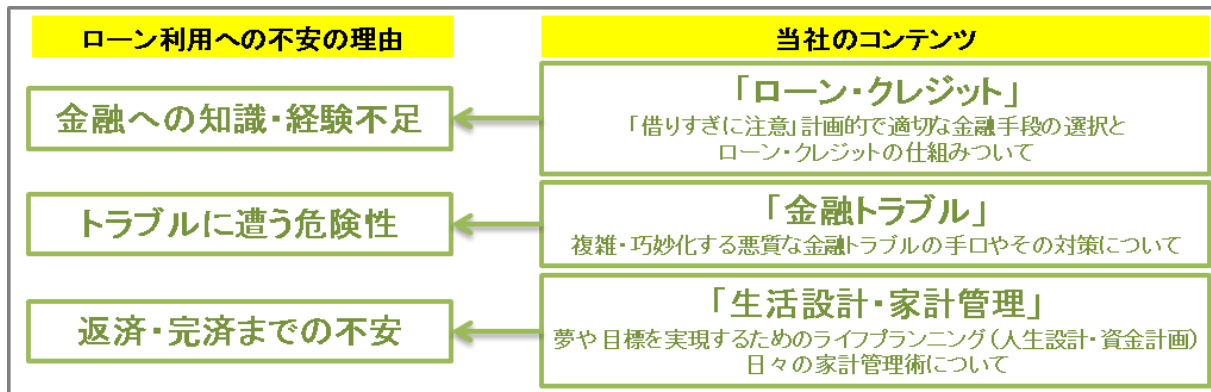 ローン利用への不安の理由
当社のコンテンツ
金融への知識・経験不足
「ローン・クレジット」
「借りすぎに注意」計画的で適切な金融手段の選択と
ローン・クレジットの仕組みついて
トラブルに遭う危険性
「金融トラブル」
複雑・巧妙化する悪質な金融トラブルの手口やその対策について
返済・完済までの不安
「生活設計・家計管理」
夢や目標を実現するためのライフプランニング(人生設計・資金計画)
日々の家計管理術について